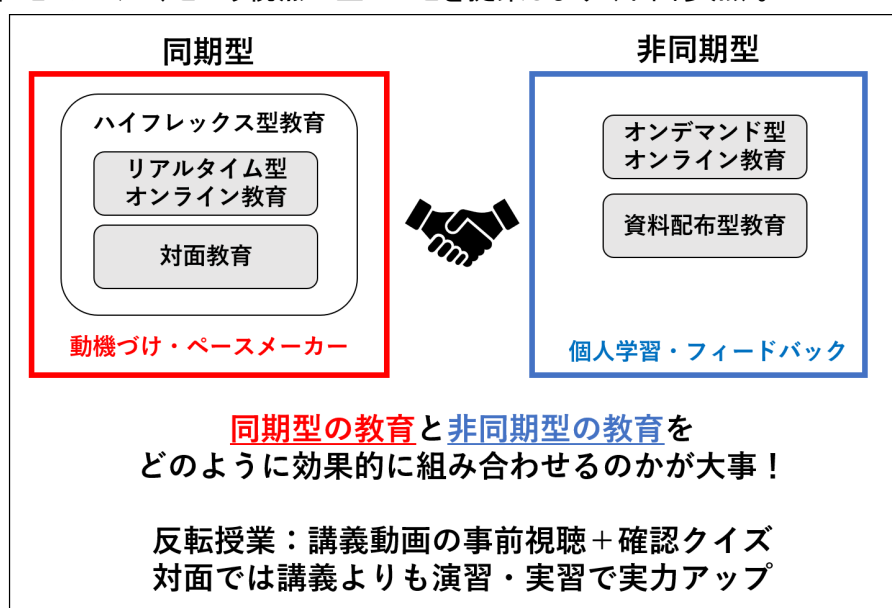 同期型
非同期型
ハイフレックス型教育
リアルタイム型
オンライン教育
対面教育
動機づけ・ペースメーカー
オンデマンド型
オンライン教育
資料配布型教育
個人学習・フィードバック
同期型の教育と非同期型の教育を
どのように効果的に組み合わせるのかが大事！
反転授業：講義動画の事前視聴＋確認クイズ
対面では講義よりも演習・実習で実力アップ